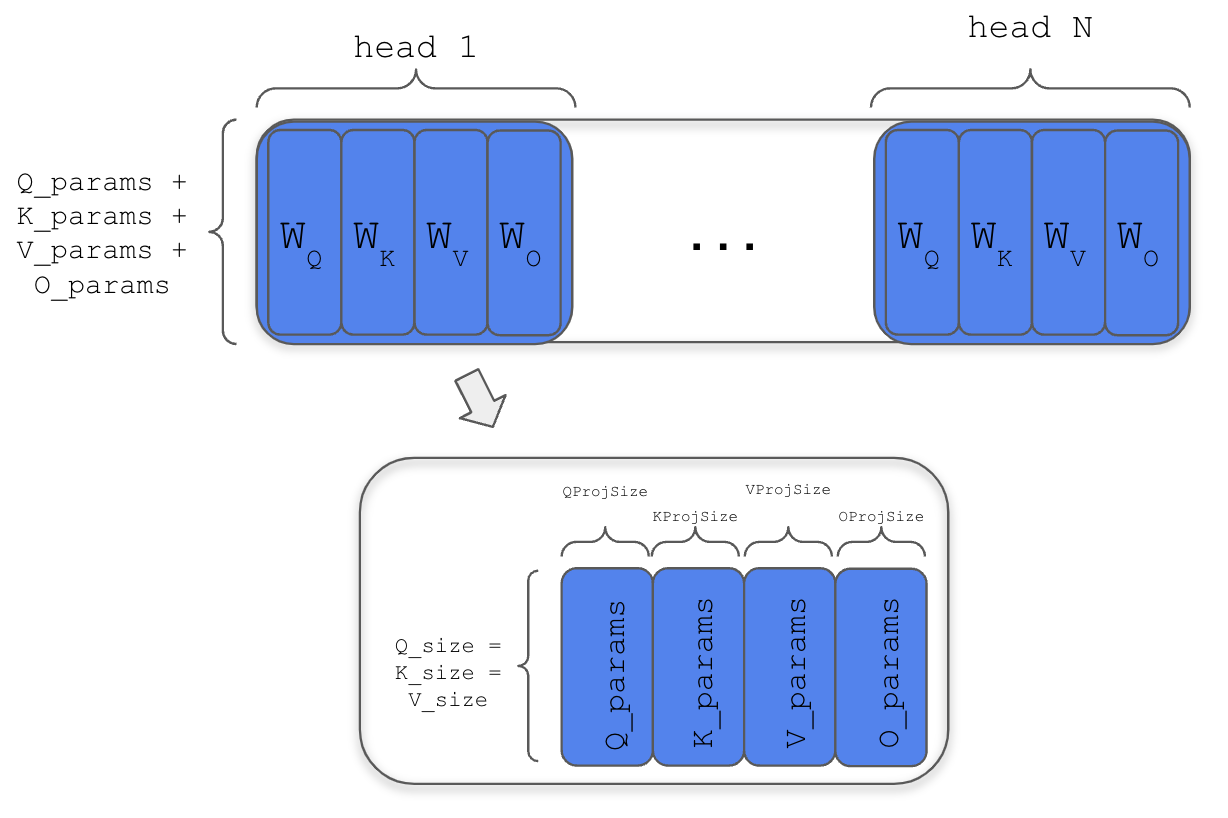 head 1
head N
Q_params +
K_params +
V_params +
O_params
W_Q
W_K
W_V
W_O
...
W_Q
W_K
W_V
W_O
QProjSize
KProjSize
VProjSize
OProjSize
Q_size =
K_size =
V_size
Q_params
K_params
V_params
O_params